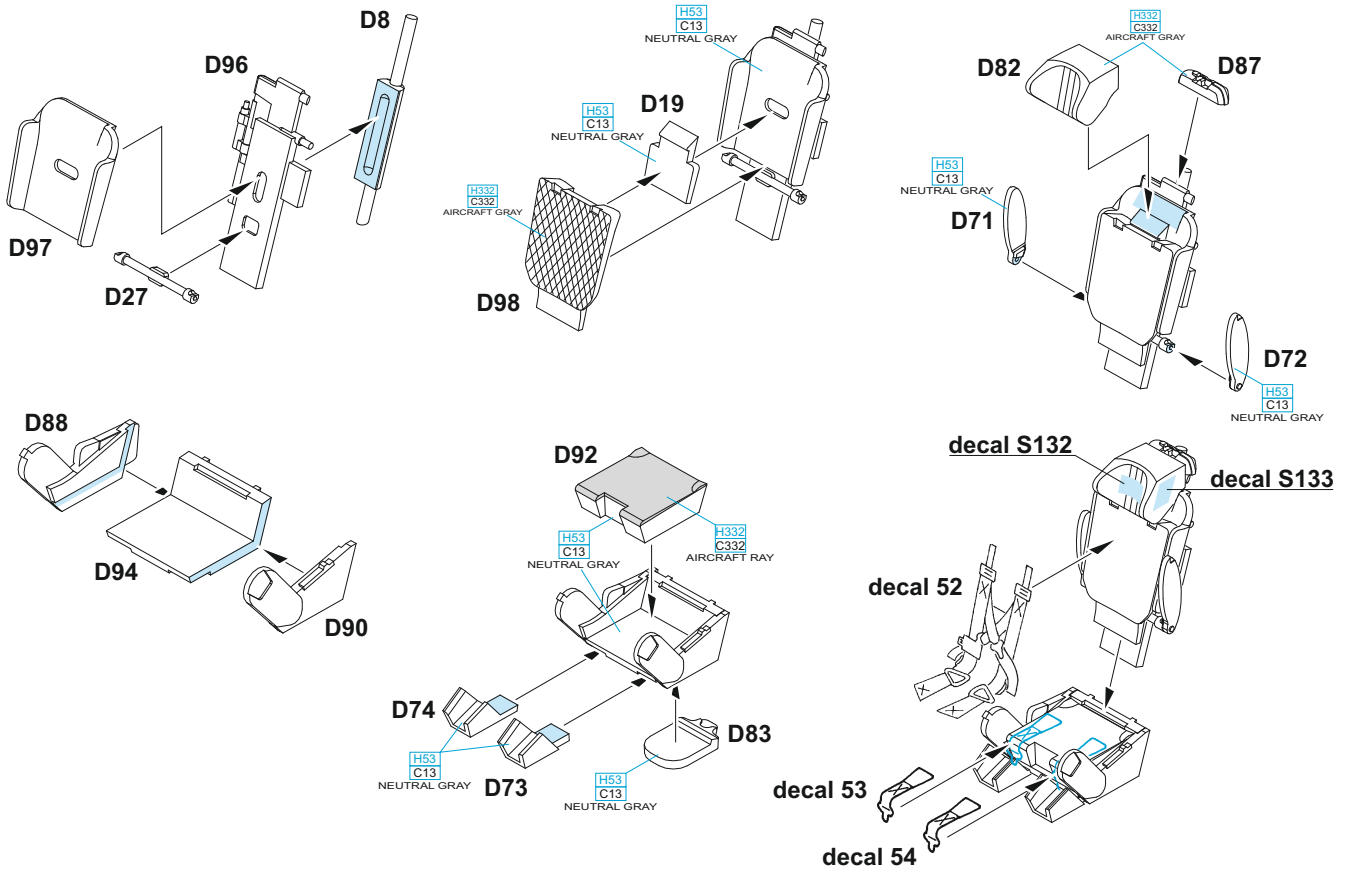 D8
D96
D97
D27
H53
C13
NEUTRAL GRAY
D19
H53
C13
NEUTRAL GRAY
H332
C332
AIRCRAFT GRAY
D98
H332
C332
AIRCRAFT GRAY
D82
D87
H53
C13
NEUTRAL GRAY
D71
D72
H53
C13
NEUTRAL GRAY
D88
D94
D90
D92
H53
C13
NEUTRAL GRAY
H332
C332
AIRCRAFT RAY
D74
H53
C13
NEUTRAL GRAY
D73
D83
H53
C13
NEUTRAL GRAY
decal S132
decal S133
decal 52
decal 53
decal 54